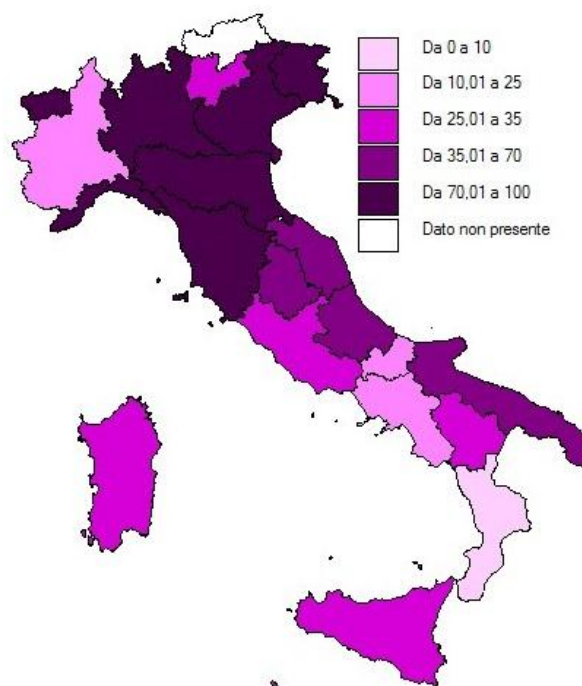 Da 0 a 10
Da 10,01 a 25
Da 25,01 a 35
Da 35,01 a 70
Da 70,01 a 100
Dato non presente